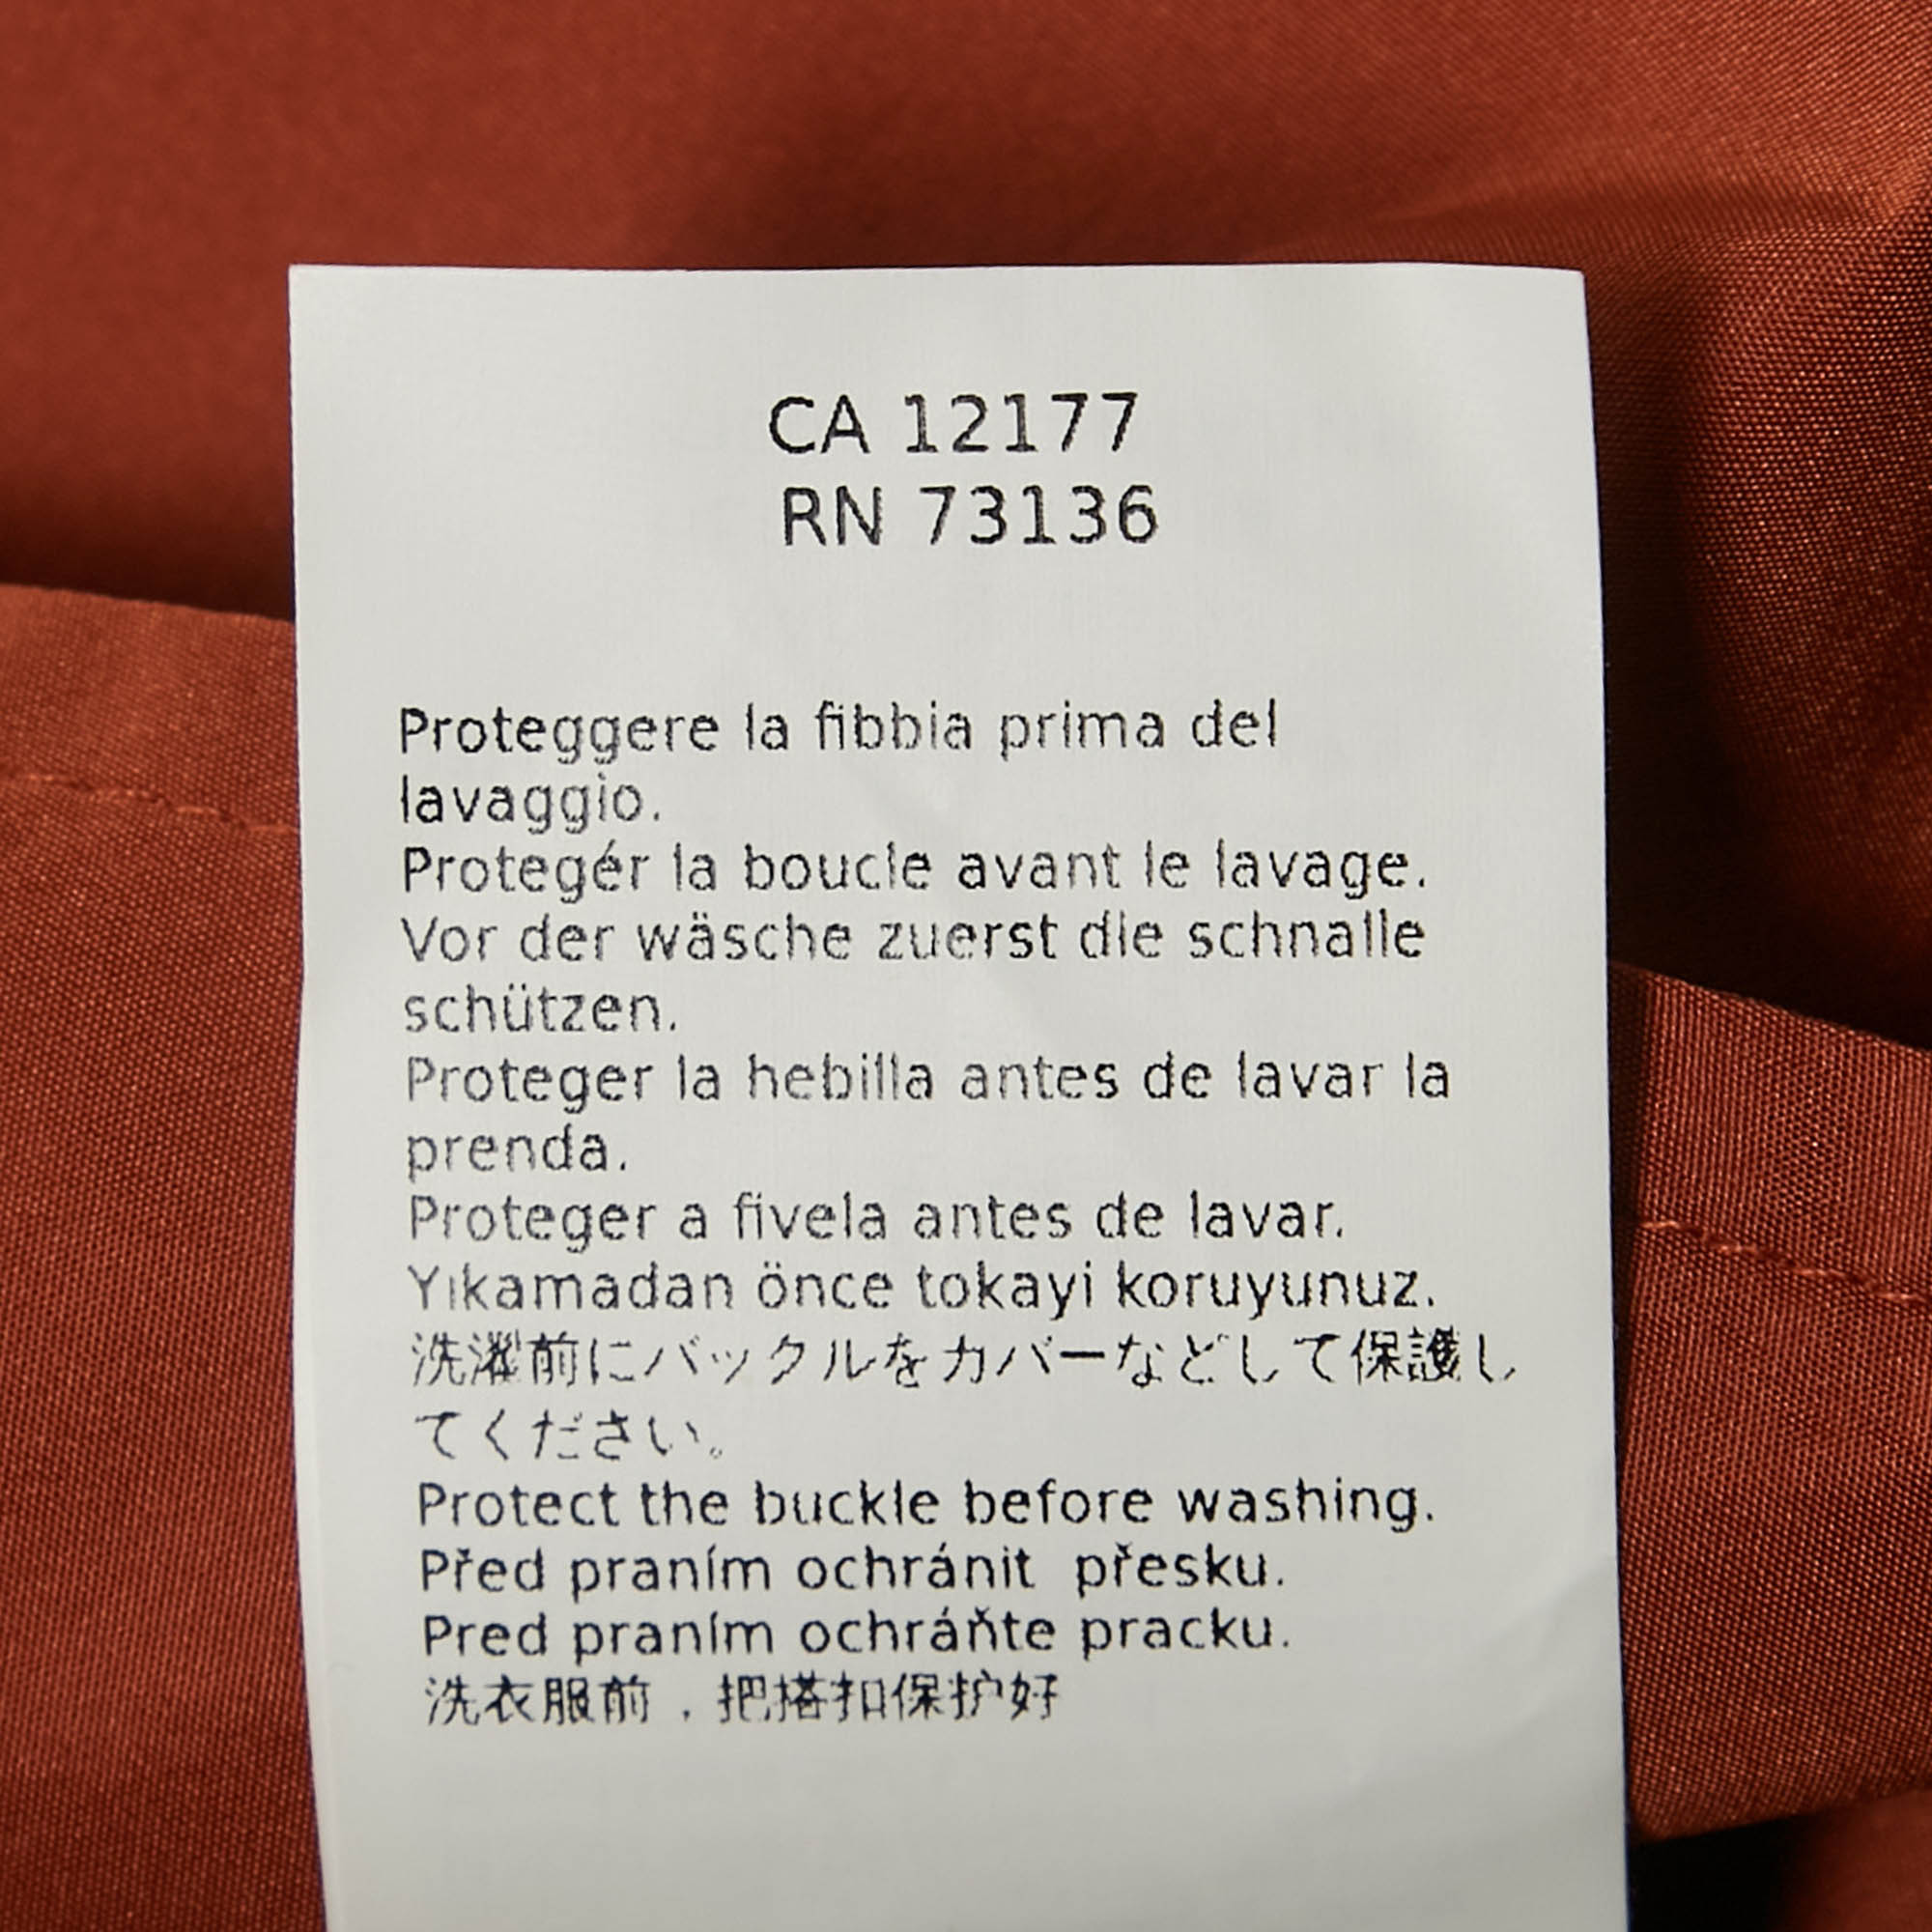 CA 12177
RN 73136
Proteggere la fibbia prima del
lavaggio.
Protegér la boucle avant le lavage.
Vor der wäsche zuerst die schnalle
schützen.
Proteger la hebilla antes de lavar la
prenda.
Proteger a fivela antes de lavar.
Yıkamadan önce tokayi koruyunuz.
洗濯前にバックルをカバーなどして保護し
てください。
Protect the buckle before washing.
Před praním ochránit  přesku.
Pred praním ochráňte pracku.
洗衣服前，把搭扣保护好